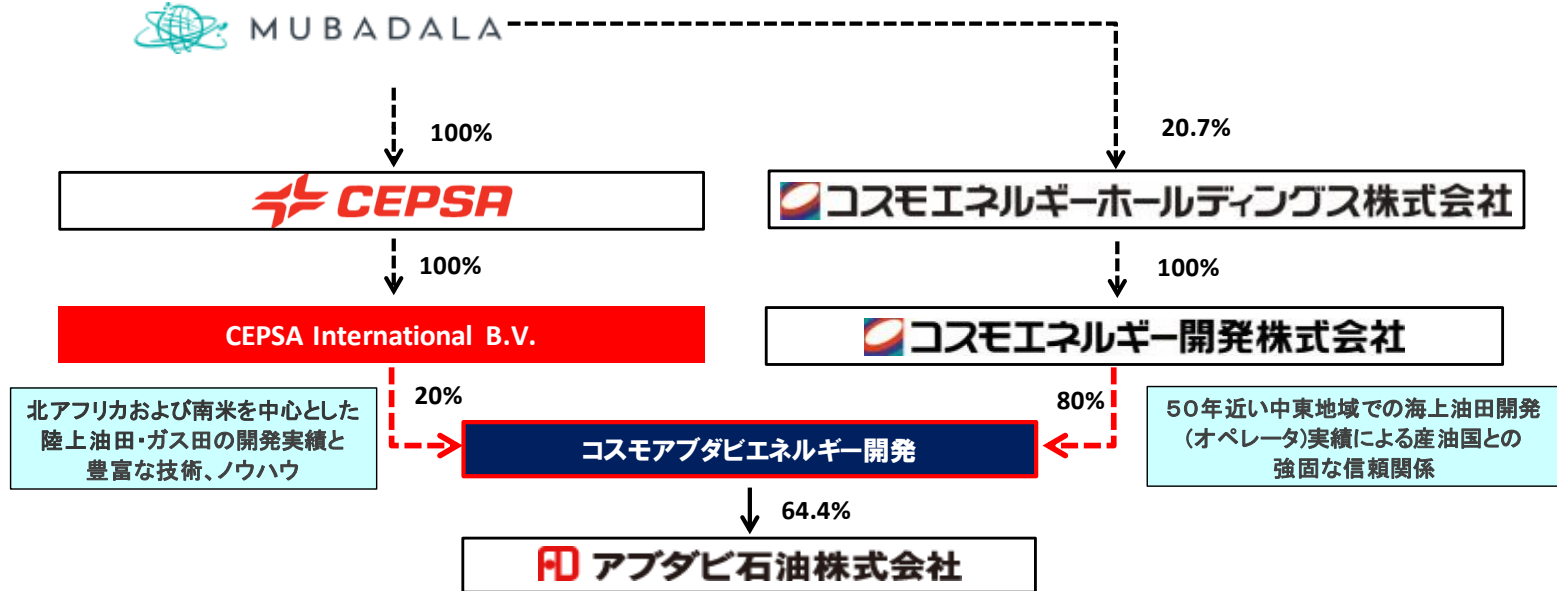 MUBADALA
100%
20.7%
CEPSA
コスモエネルギーホールディングス株式会社
100%
100%
CEPSA International B.V.
コスモエネルギー開発株式会社
北アフリカおよび南米を中心とした
陸上油田・ガス田の開発実績と
豊富な技術、ノウハウ
20%
80%
50年近い中東地域での海上油田開発
(オペレータ)実績による産油国との
強固な信頼関係
コスモアブダビエネルギー開発
64.4%
アブダビ石油株式会社